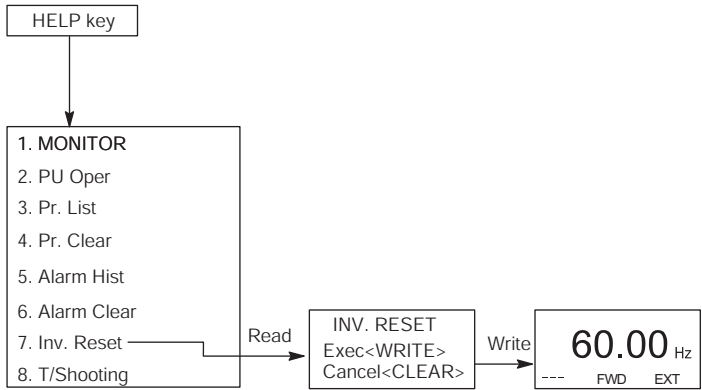 HELP key
1. MONITOR
2. PU Oper
3. Pr. List
4. Pr. Clear
5. Alarm Hist
6. Alarm Clear
7. Inv. Reset
8. T/Shooting
Read
INV. RESET
Exec<WRITE>
Cancel<CLEAR>
Write
60.00 Hz
--- FWD EXT